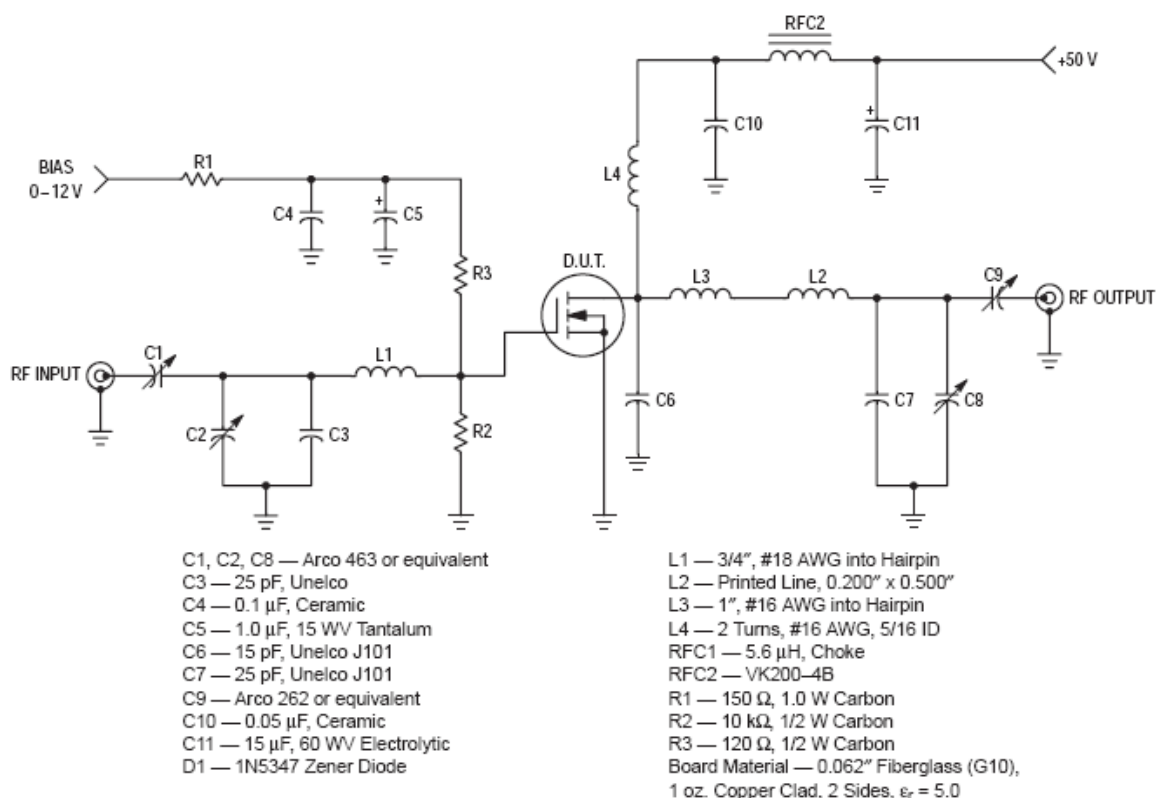 RFC2
+50 V
C10
+
C11
BIAS
0–12 V
R1
L4
C4
+
C5
R3
D.U.T.
L3
L2
C9
RF OUTPUT
C1
L1
RF INPUT
C2
C3
R2
C6
C7
C8
C1, C2, C8 — Arco 463 or equivalent
C3 — 25 pF, Unelco
C4 — 0.1 µF, Ceramic
C5 — 1.0 µF, 15 WV Tantalum
C6 — 15 pF, Unelco J101
C7 — 25 pF, Unelco J101
C9 — Arco 262 or equivalent
C10 — 0.05 µF, Ceramic
C11 — 15 µF, 60 WV Electrolytic
D1 — 1N5347 Zener Diode
L1 — 3/4″, #18 AWG into Hairpin
L2 — Printed Line, 0.200″ x 0.500″
L3 — 1″, #16 AWG into Hairpin
L4 — 2 Turns, #16 AWG, 5/16 ID
RFC1 — 5.6 µH, Choke
RFC2 — VK200–4B
R1 — 150 Ω, 1.0 W Carbon
R2 — 10 kΩ, 1/2 W Carbon
R3 — 120 Ω, 1/2 W Carbon
Board Material — 0.062″ Fiberglass (G10),
1 oz. Copper Clad, 2 Sides, εr = 5.0